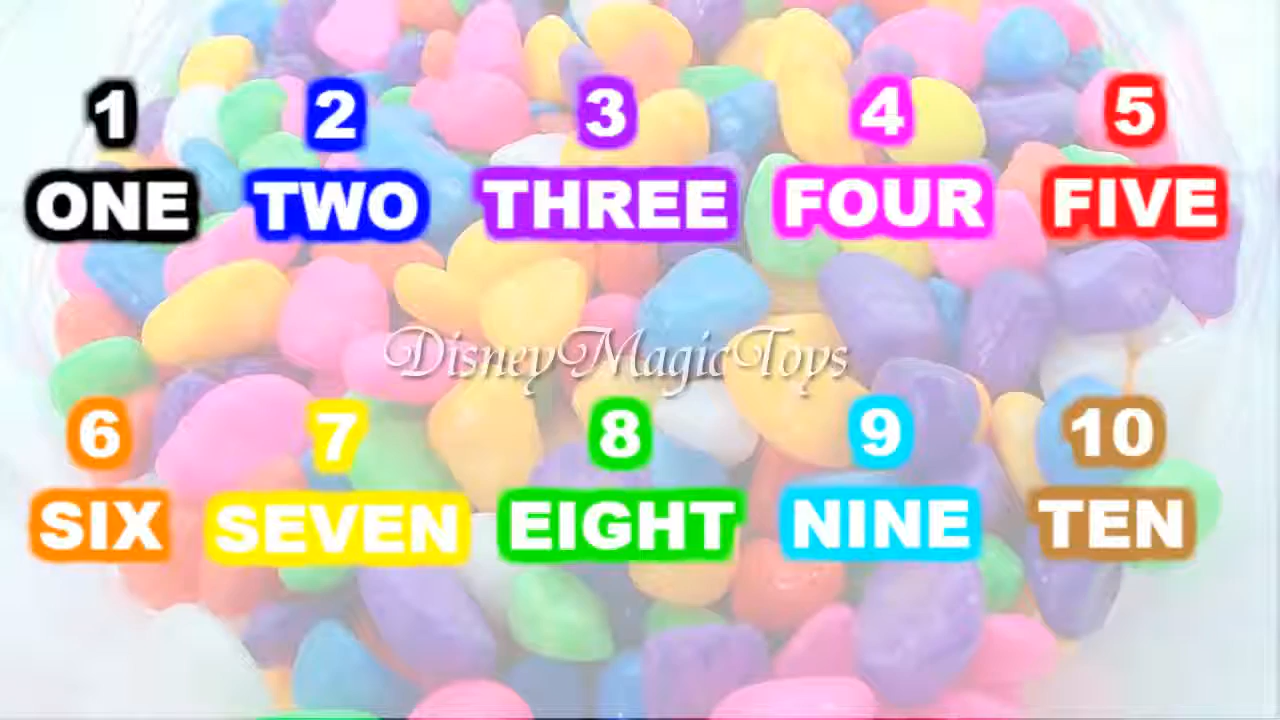 1 2 3 4 5
ONE TWO THREE FOUR FIVE
DisneyMagicToys
6 7 8 9 10
SIX SEVEN EIGHT NINE TEN